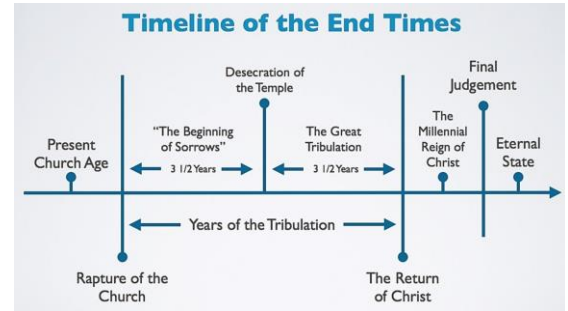 Timeline of the End Times
Present
Church Age
"The Beginning
of Sorrows"
3 1/2 Years
Desecration of
the Temple
The Great
Tribulation
3 1/2 Years
The
Millennial
Reign of
Christ
Final
Judgement
Eternal
State
Years of the Tribulation
Rapture of the
Church
The Return
of Christ